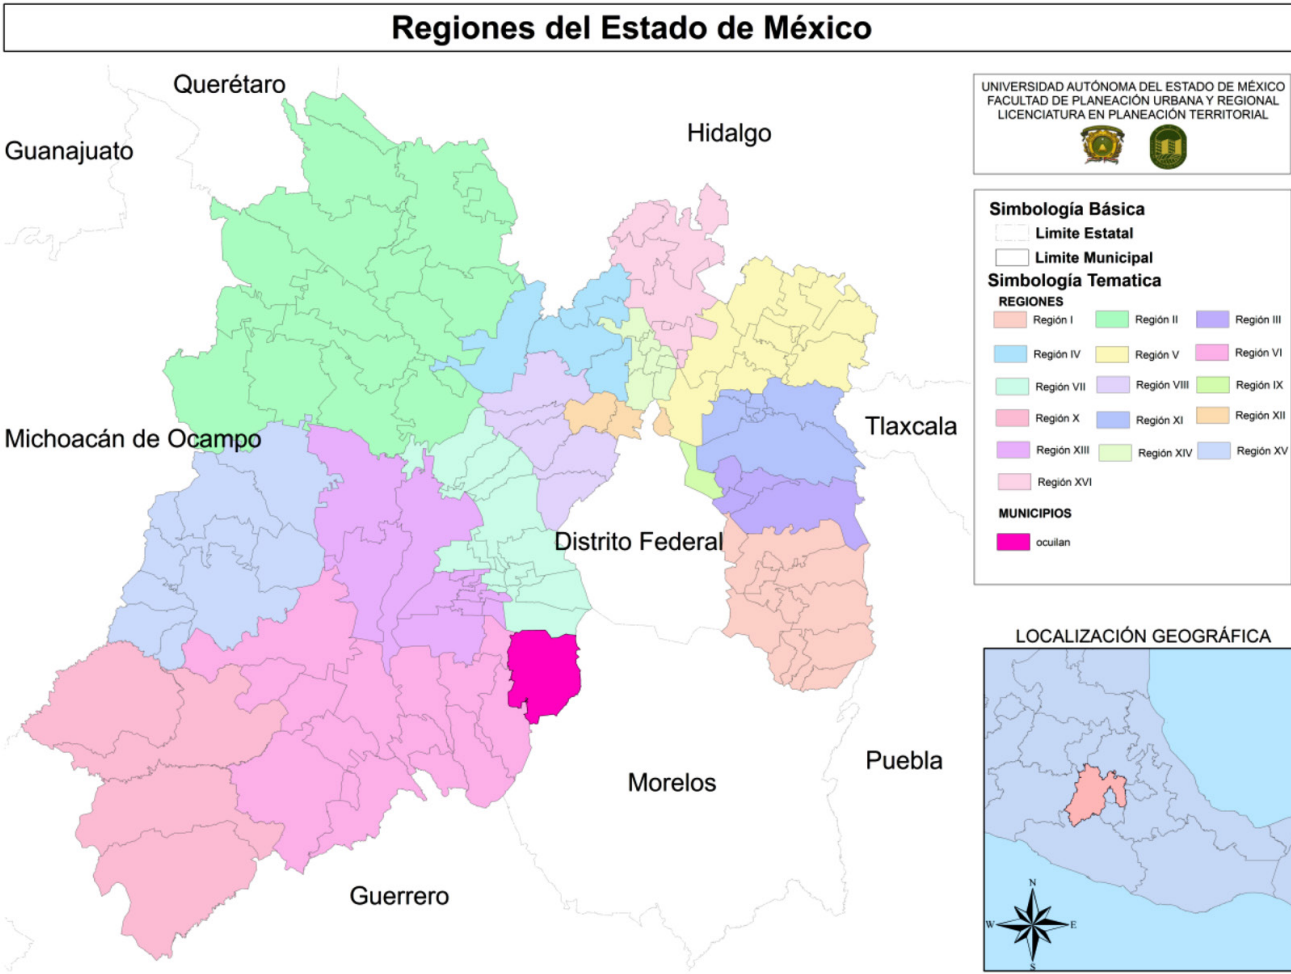 Regiones del Estado de México
Querétaro
Guanajuato
Hidalgo
Michoacán de Ocampo
Tlaxcala
Distrito Federal
Puebla
Morelos
Guerrero
UNIVERSIDAD AUTÓNOMA DEL ESTADO DE MÉXICO
FACULTAD DE PLANEACIÓN URBANA Y REGIONAL
LICENCIATURA EN PLANEACIÓN TERRITORIAL
Simbología Básica
Limite Estatal
Limite Municipal
Simbología Tematica
REGIONES
Región I Región II Región III
Región IV Región V Región VI
Región VII Región VIII Región IX
Región X Región XI Región XII
Región XIII Región XIV Región XV
Región XVI
MUNICIPIOS
ocuilan
LOCALIZACIÓN GEOGRÁFICA
N
W E
S